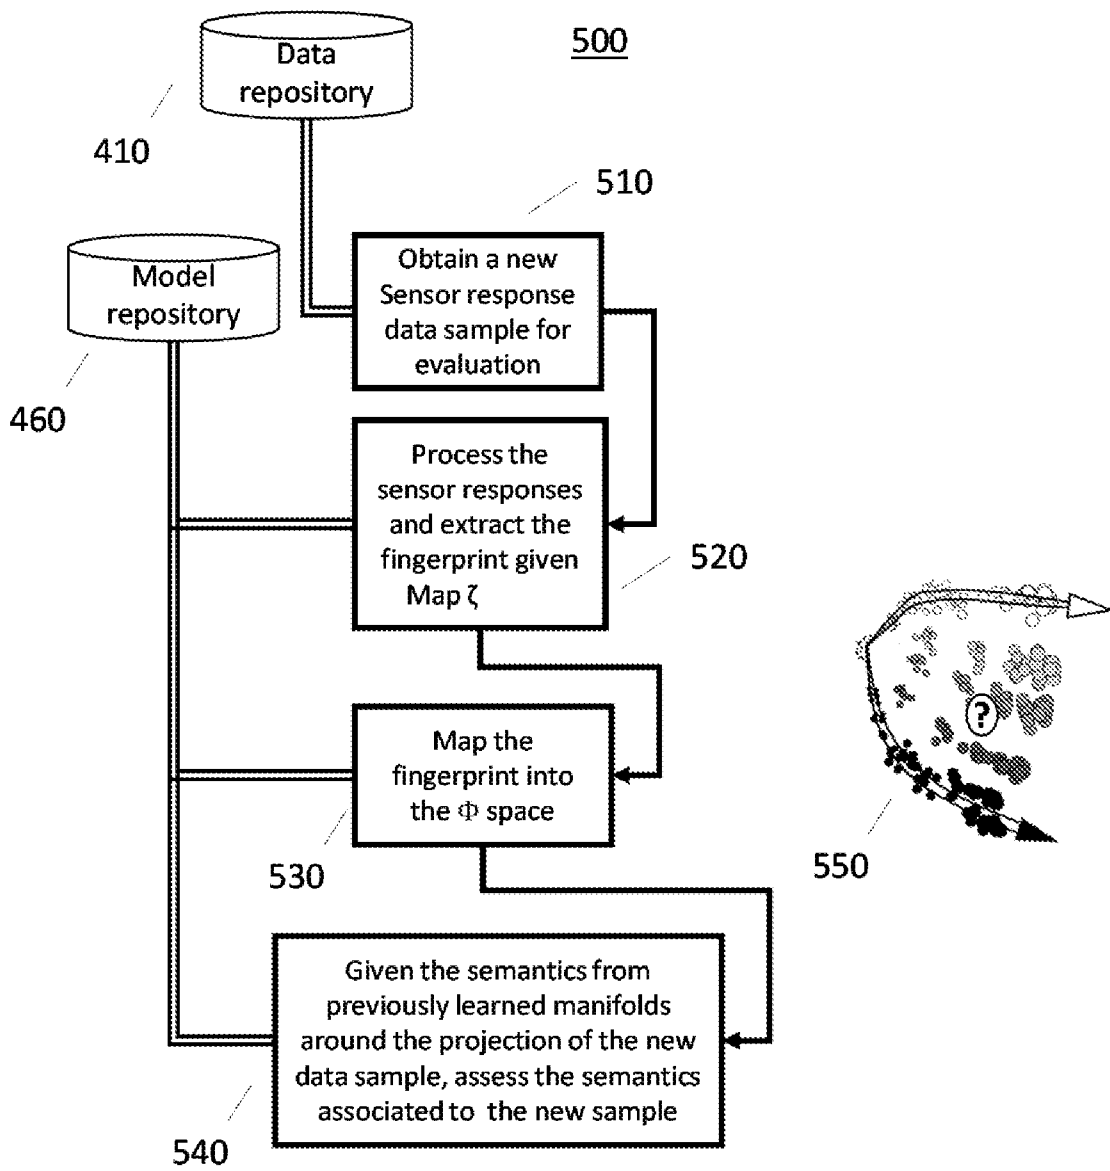 500
Data
repository
410
510
Model
repository
460
Obtain a new
Sensor response
data sample for
evaluation
Process the
sensor responses
and extract the
fingerprint given
Map ζ
520
Map the
fingerprint into
the Φ space
530
?
550
Given the semantics from
previously learned manifolds
around the projection of the new
data sample, assess the semantics
associated to the new sample
540